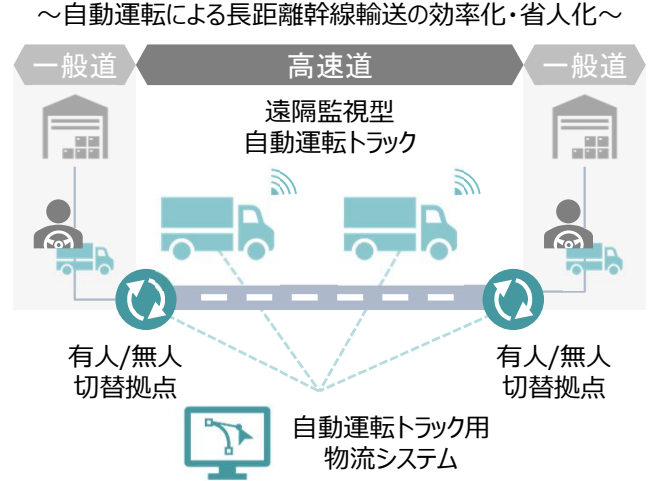 ～自動運転による長距離幹線輸送の効率化・省人化～
一般道
高速道
一般道
遠隔監視型
自動運転トラック
有人/無人
切替拠点
有人/無人
切替拠点
自動運転トラック用
物流システム